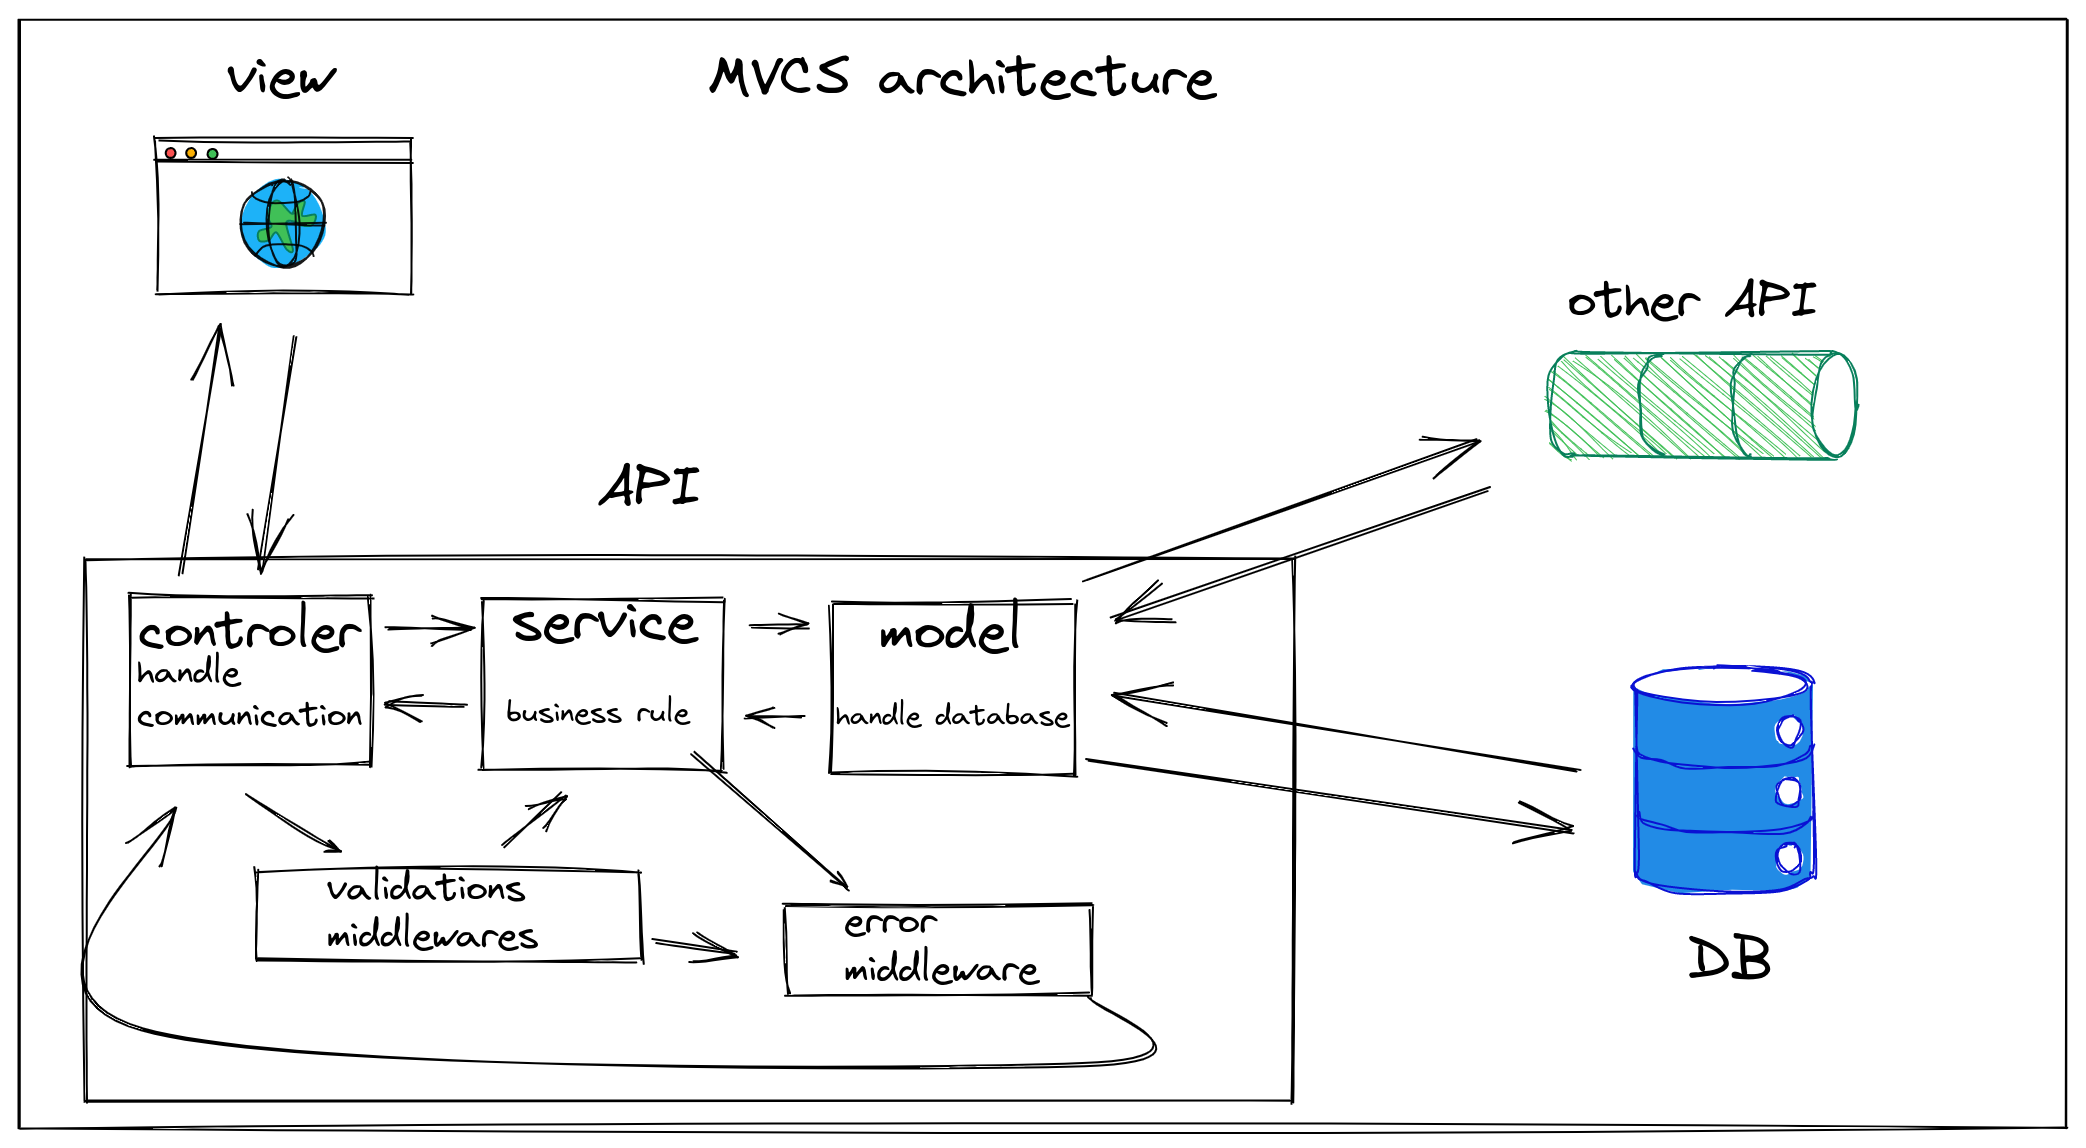 view
MVCS architecture
other API
API
controler
handle
communication
service
business rule
model
handle database
validations
middlewares
error
middleware
DB